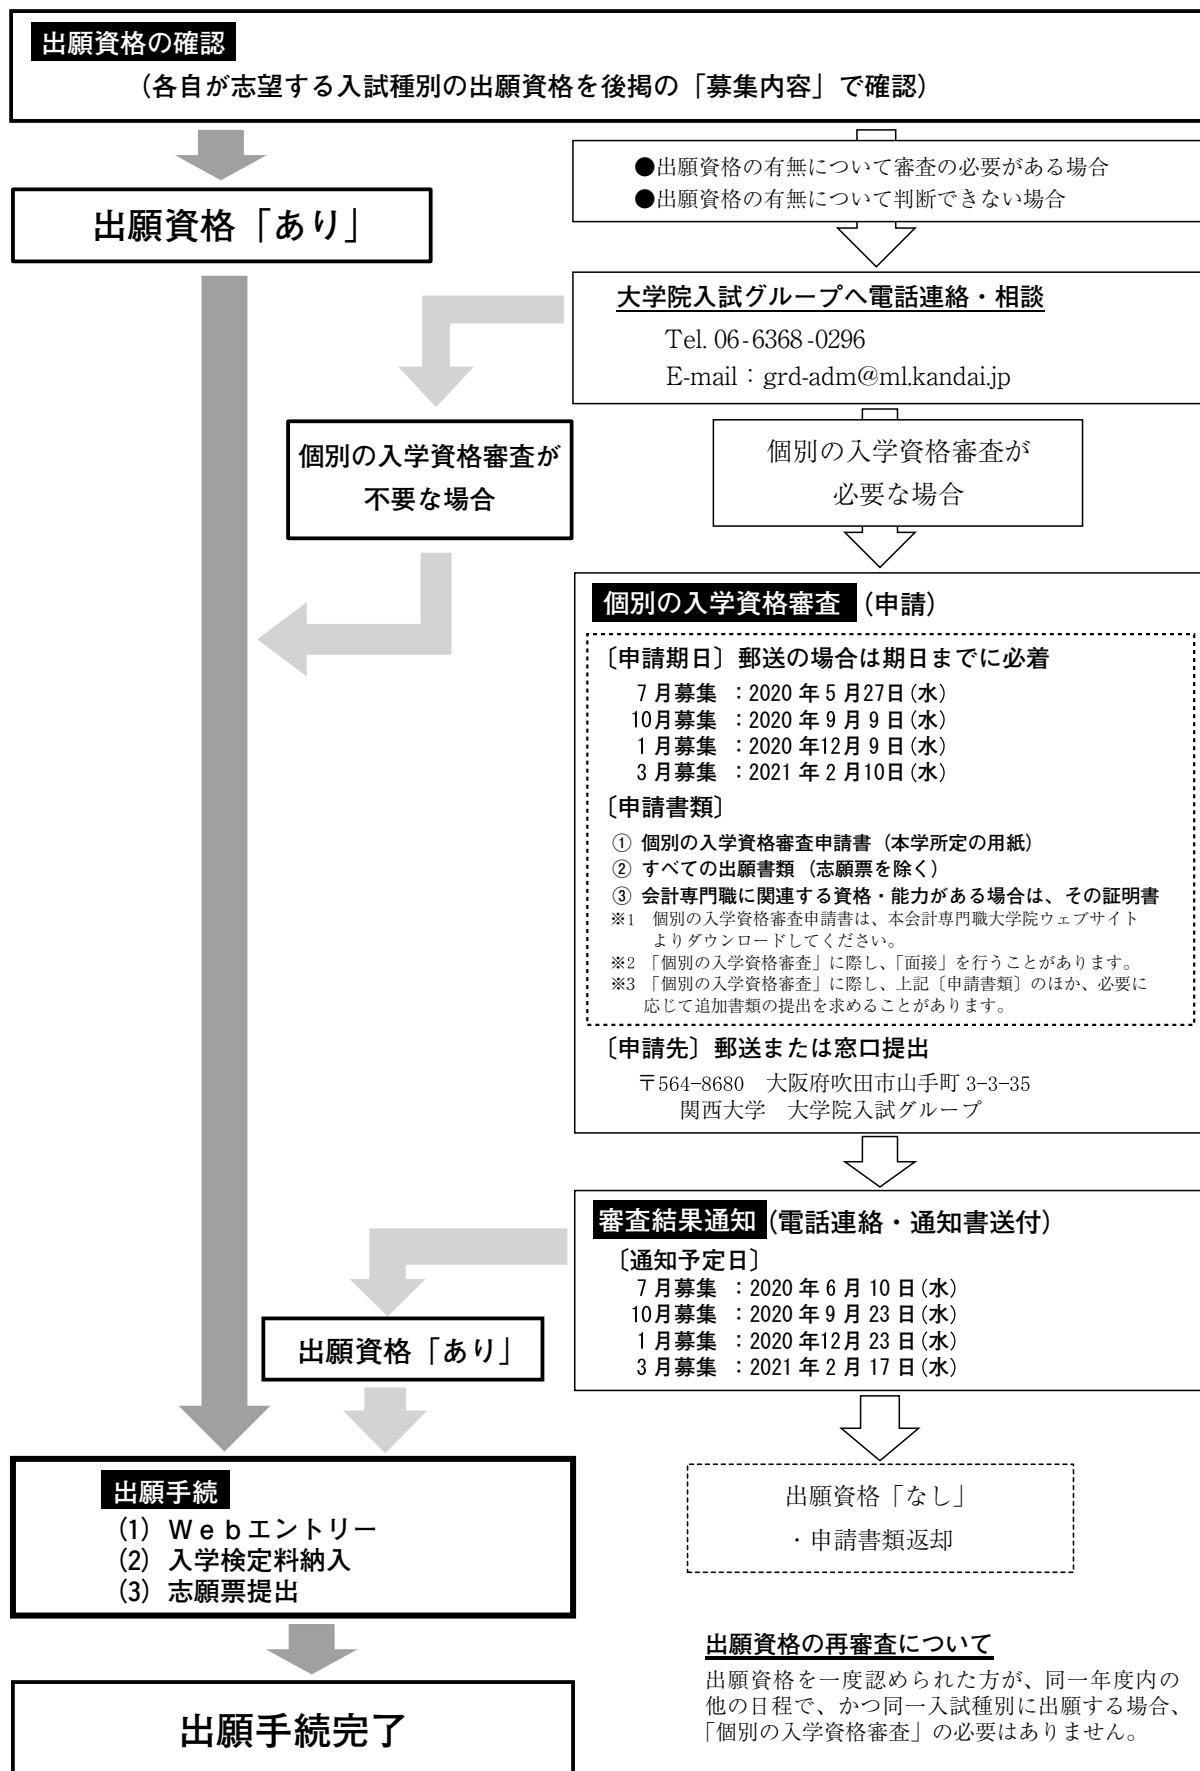 出願資格の確認
(各自が志望する入試種別の出願資格を後掲の「募集内容」で確認)
出願資格「あり」
●出願資格の有無について審査の必要がある場合
●出願資格の有無について判断できない場合
大学院入試グループへ電話連絡・相談
Tel. 06-6368-0296
E-mail：grd-adm@ml.kandai.jp
個別の入学資格審査が
不要な場合
個別の入学資格審査が
必要な場合
個別の入学資格審査 (申請)
〔申請期日〕郵送の場合は期日までに必着
7月募集 ：2020年5月27日(水)
10月募集 ：2020年9月9日(水)
1月募集 ：2020年12月9日(水)
3月募集 ：2021年2月10日(水)
〔申請書類〕
① 個別の入学資格審査申請書（本学所定の用紙）
② すべての出願書類（志願票を除く）
③ 会計専門職に関連する資格・能力がある場合は、その証明書
※1 個別の入学資格審査申請書は、本会計専門職大学院ウェブサイト
よりダウンロードしてください。
※2 「個別の入学資格審査」に際し、「面接」を行うことがあります。
※3 「個別の入学資格審査」に際し、上記〔申請書類〕のほか、必要に
応じて追加書類の提出を求めることがあります。
〔申請先〕郵送または窓口提出
〒564-8680 大阪府吹田市山手町 3-3-35
関西大学 大学院入試グループ
審査結果通知 (電話連絡・通知書送付)
〔通知予定日〕
7月募集 ：2020年6月10日(水)
10月募集 ：2020年9月23日(水)
1月募集 ：2020年12月23日(水)
3月募集 ：2021年2月17日(水)
出願資格「あり」
出願手続
(1) Ｗｅｂエントリー
(2) 入学検定料納入
(3) 志願票提出
出願資格「なし」
・申請書類返却
出願手続完了
出願資格の再審査について
出願資格を一度認められた方が、同一年度内の
他の日程で、かつ同一入試種別に出願する場合、
「個別の入学資格審査」の必要はありません。